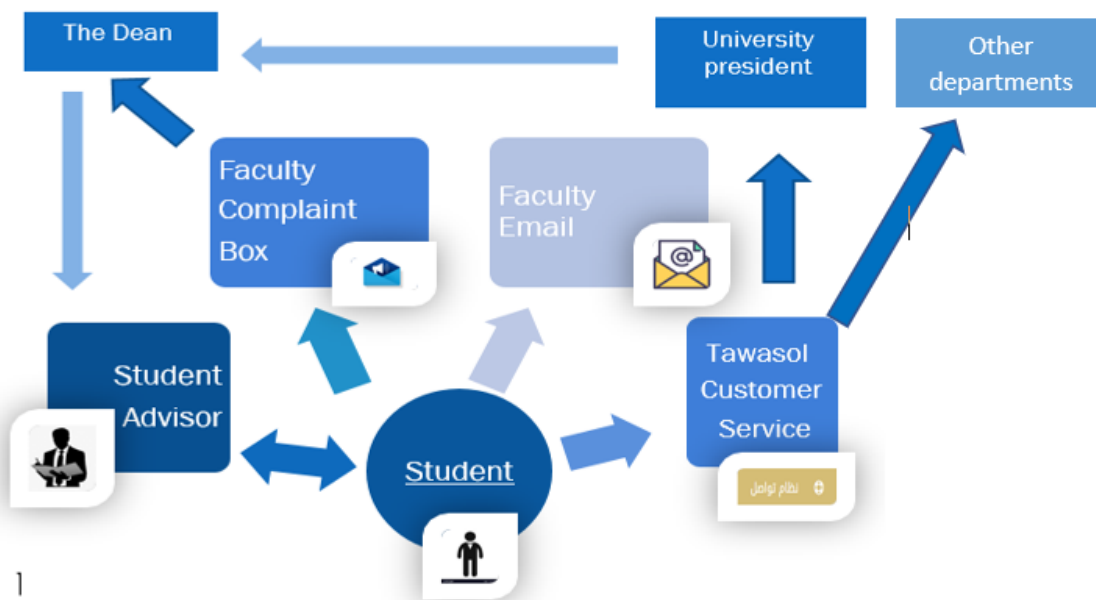 The Dean
University
president
Other
departments
Faculty
Complaint
Box
Faculty
Email
@
Student
Advisor
Student
Tawasol
Customer
Service
نظام تواصل
1